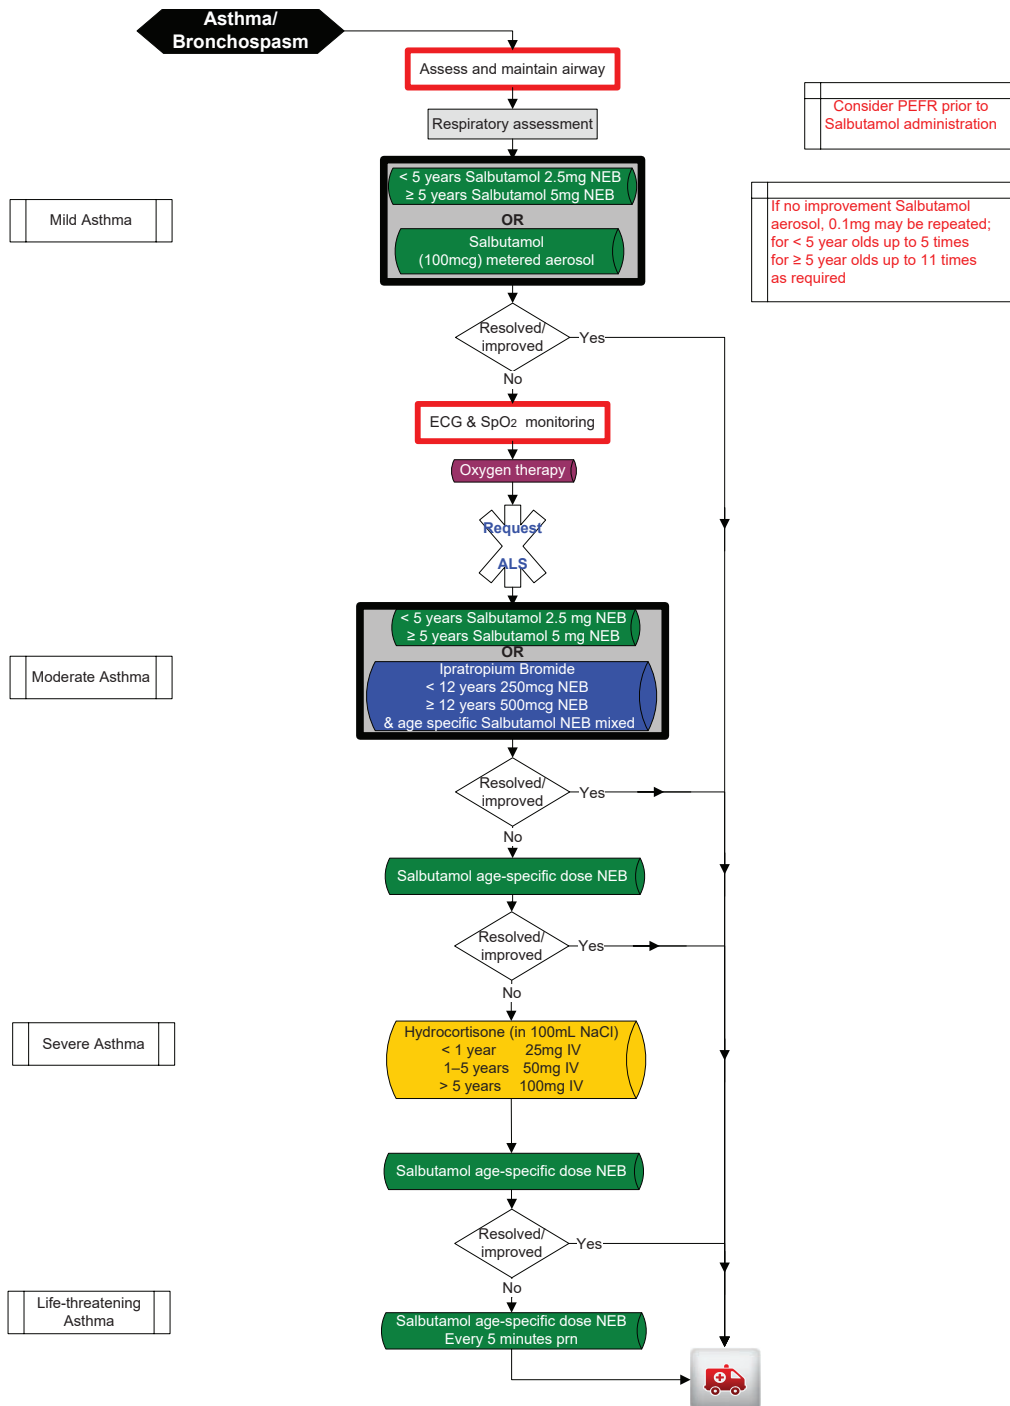 Asthma/
Bronchospasm
Assess and maintain airway
Consider PEFR prior to
Salbutamol administration
Respiratory assessment
Mild Asthma
< 5 years Salbutamol 2.5mg NEB
≥ 5 years Salbutamol 5mg NEB
OR
Salbutamol
(100mcg) metered aerosol
If no improvement Salbutamol
aerosol, 0.1mg may be repeated;
for < 5 year olds up to 5 times
for ≥ 5 year olds up to 11 times
as required
Resolved/
improved
Yes
No
ECG & SpO2 monitoring
Oxygen therapy
Request
ALS
Moderate Asthma
< 5 years Salbutamol 2.5 mg NEB
≥ 5 years Salbutamol 5 mg NEB
OR
Ipratropium Bromide
< 12 years 250mcg NEB
≥ 12 years 500mcg NEB
& age specific Salbutamol NEB mixed
Resolved/
improved
Yes
No
Salbutamol age-specific dose NEB
Resolved/
improved
Yes
No
Severe Asthma
Hydrocortisone (in 100mL NaCl)
< 1 year 25mg IV
1–5 years 50mg IV
> 5 years 100mg IV
Salbutamol age-specific dose NEB
Resolved/
improved
Yes
No
Life-threatening
Asthma
Salbutamol age-specific dose NEB
Every 5 minutes prn